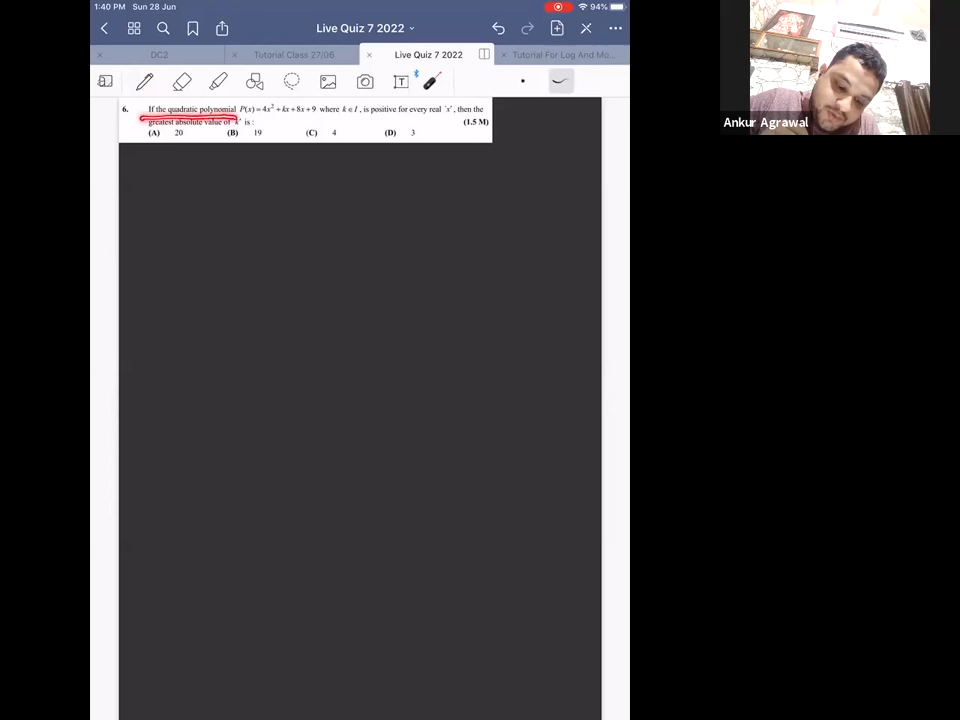 1:40 PM Sun 28 Jun
94%
Live Quiz 7 2022
DC2
Tutorial Class 27/06
Live Quiz 7 2022
Tutorial For Log And Mo...
T
Ankur Agrawal
6. If the quadratic polynomial P(x) = 4x² + kx + 8x + 9 where k ∈ I, is positive for every real 'x', then the
greatest absolute value of 'k' is : (1.5 M)
(A) 20 (B) 19 (C) 4 (D) 3